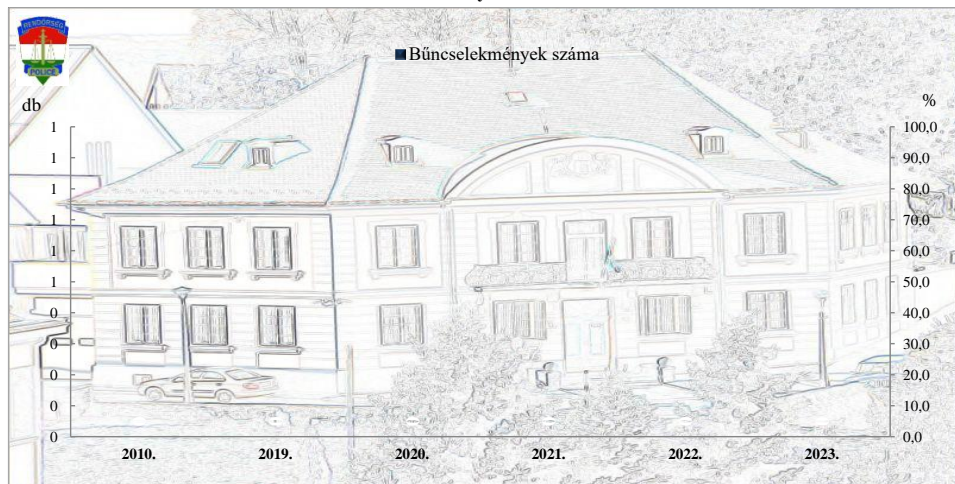 RENDŐRSÉG
POLICE
Bűncselekmények száma
db %
1 100,0
1 90,0
1 80,0
1 70,0
1 60,0
1 50,0
0 40,0
0 30,0
0 20,0
0 10,0
0 0,0
2010. 2019. 2020. 2021. 2022. 2023.